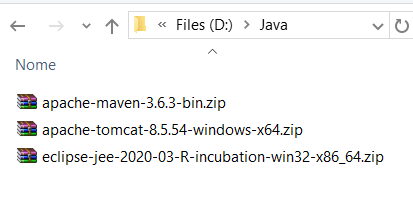 « Files (D:) > Java
Nome
apache-maven-3.6.3-bin.zip
apache-tomcat-8.5.54-windows-x64.zip
eclipse-jee-2020-03-R-incubation-win32-x86_64.zip